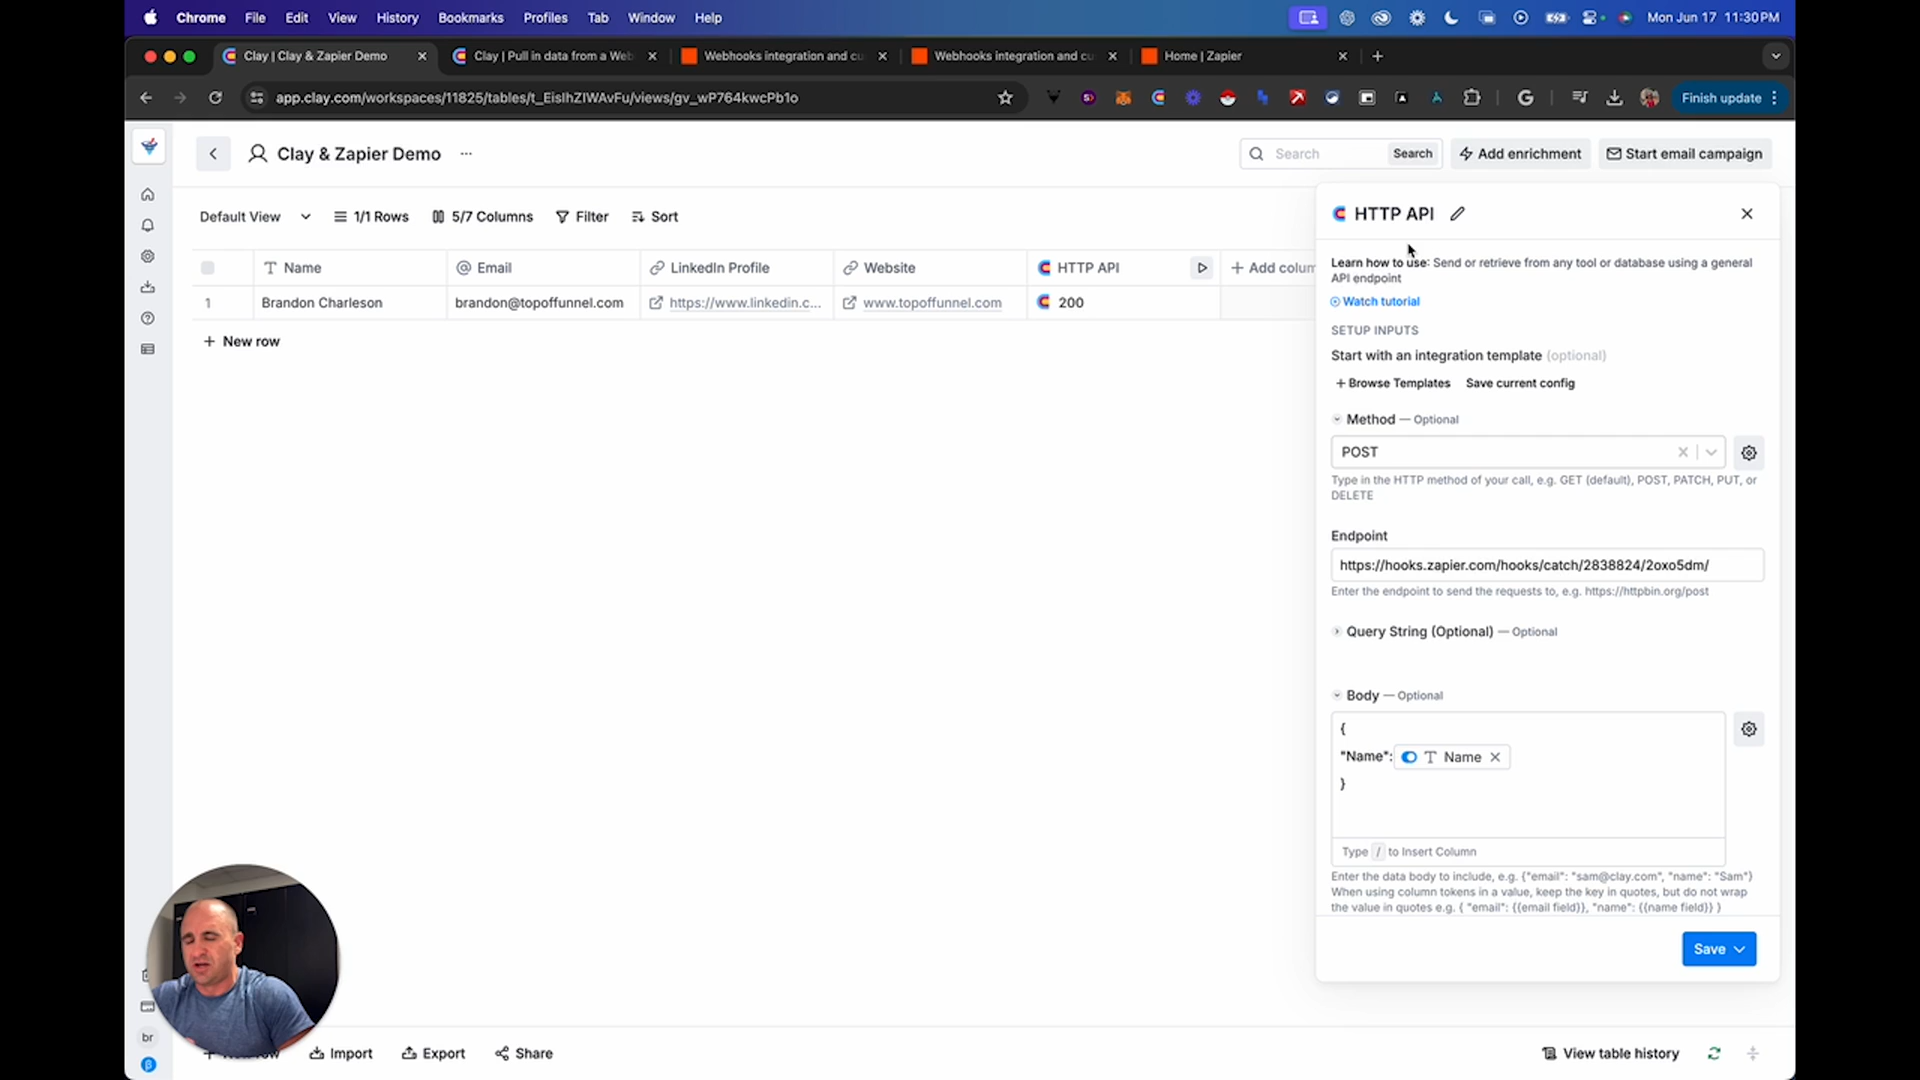 Chrome File Edit View History Bookmarks Profiles Tab Window Help
Mon Jun 17 11:30 PM
Clay | Clay & Zapier Demo
Clay | Pull in data from a Web
Webhooks integration and cu
Webhooks integration and cu
Home | Zapier
app.clay.com/workspaces/11825/tables/t_EisIhZIWAvFu/views/gv_wP764kwcPb1o
Finish update
Clay & Zapier Demo
Search Search
Add enrichment
Start email campaign
Default View
1/1 Rows
5/7 Columns
Filter
Sort
Name Email LinkedIn Profile Website HTTP API + Add colum
1 Brandon Charleson brandon@topoffunnel.com https://www.linkedin.c... www.topoffunnel.com 200
+ New row
HTTP API
Learn how to use: Send or retrieve from any tool or database using a general
API endpoint
Watch tutorial
SETUP INPUTS
Start with an integration template (optional)
+ Browse Templates Save current config
Method — Optional
POST
Type in the HTTP method of your call, e.g. GET (default), POST, PATCH, PUT, or
DELETE
Endpoint
https://hooks.zapier.com/hooks/catch/2838824/2oxo5dm/
Enter the endpoint to send the requests to, e.g. https://httpbin.org/post
Query String (Optional) — Optional
Body — Optional
{
"Name": Name
}
Type / to Insert Column
Enter the data body to include, e.g. {"email": "sam@clay.com", "name": "Sam"}
When using column tokens in a value, keep the key in quotes, but do not wrap
the value in quotes e.g. { "email": {{email field}}, "name": {{name field}} }
Save
br
Import
Export
Share
View table history